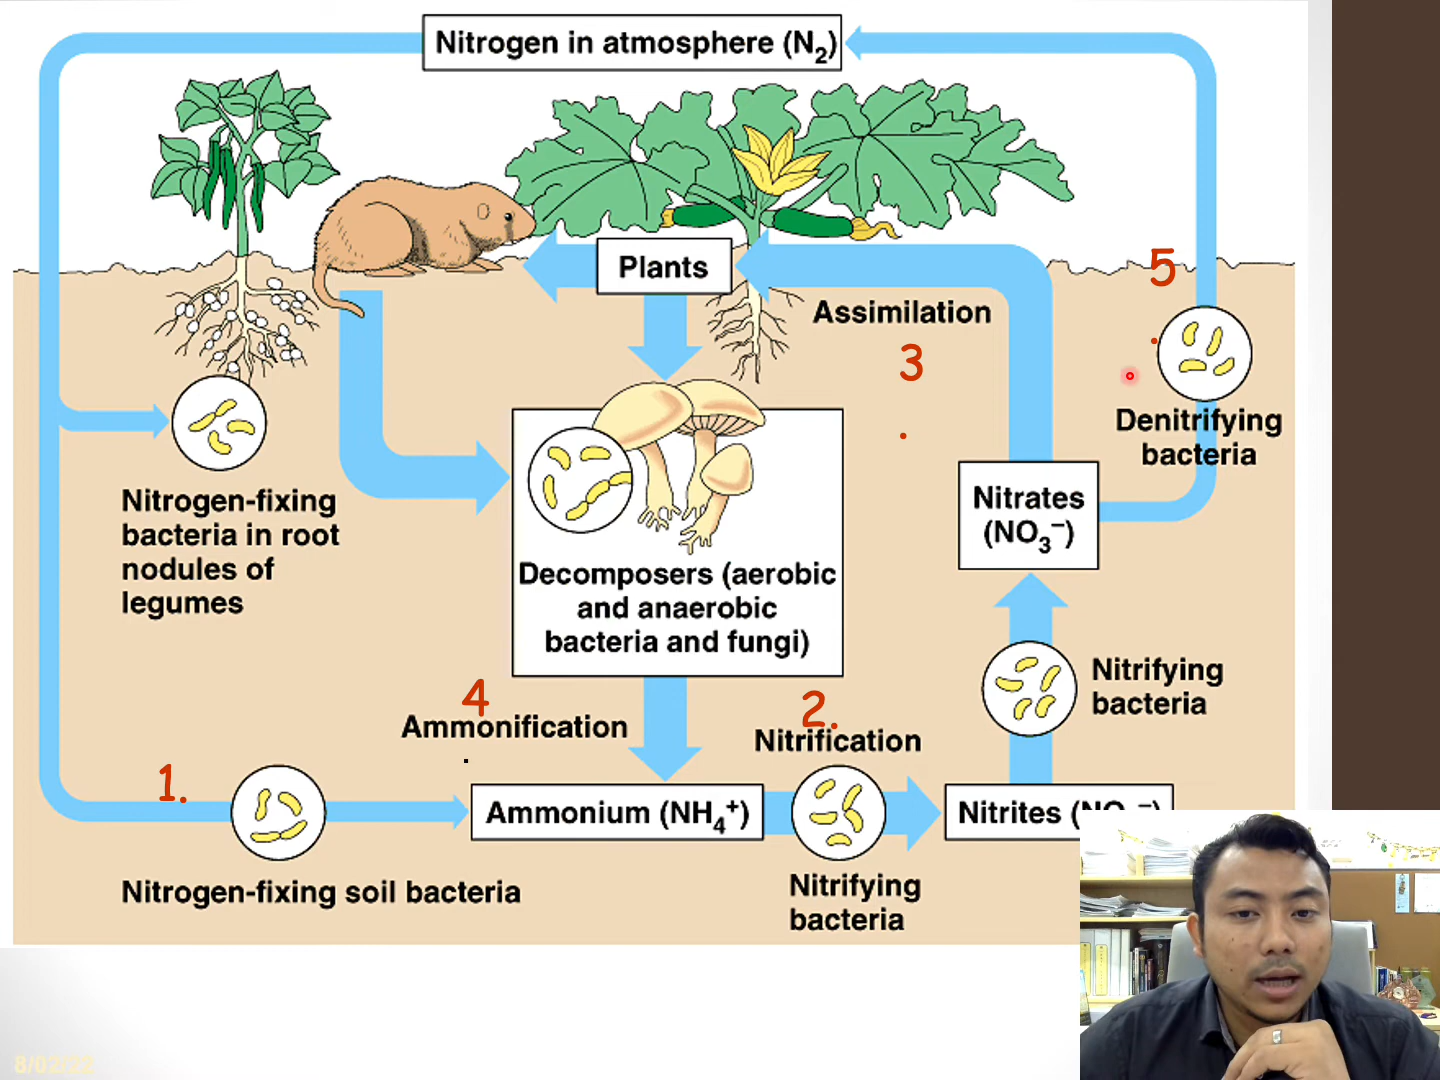 Nitrogen in atmosphere (N2)
Plants
Assimilation
5
.
3
.
Denitrifying
bacteria
Nitrogen-fixing
bacteria in root
nodules of
legumes
Nitrates
(NO3–)
Decomposers (aerobic
and anaerobic
bacteria and fungi)
Nitrifying
bacteria
4
.
Ammonification
2.
Nitrification
1.
Ammonium (NH4+)
Nitrites
Nitrogen-fixing soil bacteria
Nitrifying
bacteria